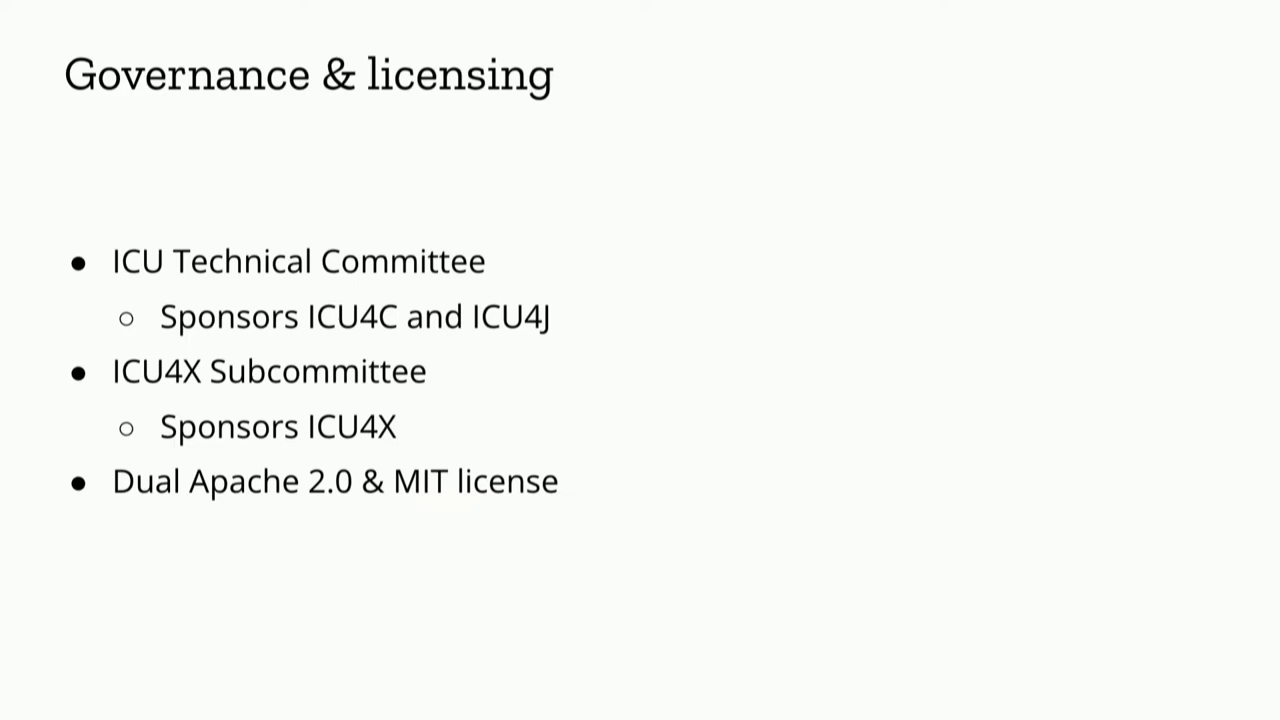 Governance & licensing
● ICU Technical Committee
○ Sponsors ICU4C and ICU4J
● ICU4X Subcommittee
○ Sponsors ICU4X
● Dual Apache 2.0 & MIT license